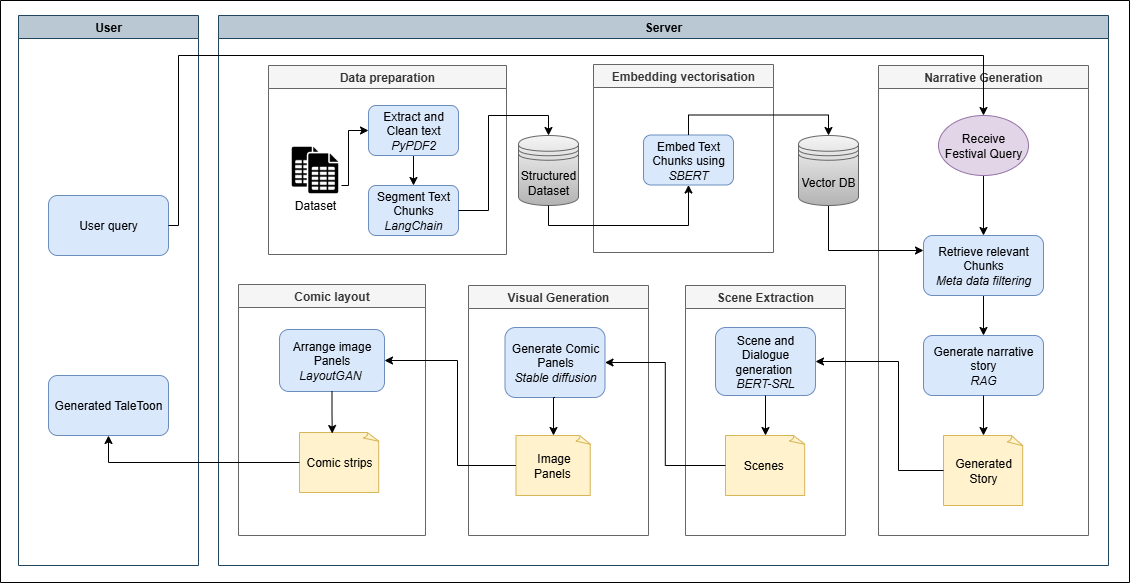 User
Server
Data preparation
Embedding vectorisation
Narrative Generation
Extract and
Clean text
PyPDF2
Dataset
Segment Text
Chunks
LangChain
Structured
Dataset
Embed Text
Chunks using
SBERT
Vector DB
Receive
Festival Query
User query
Retrieve relevant
Chunks
Meta data filtering
Generate narrative
story
RAG
Generated
Story
Scene Extraction
Scene and
Dialogue
generation
BERT-SRL
Scenes
Visual Generation
Generate Comic
Panels
Stable diffusion
Image
Panels
Comic layout
Arrange image
Panels
LayoutGAN
Comic strips
Generated TaleToon